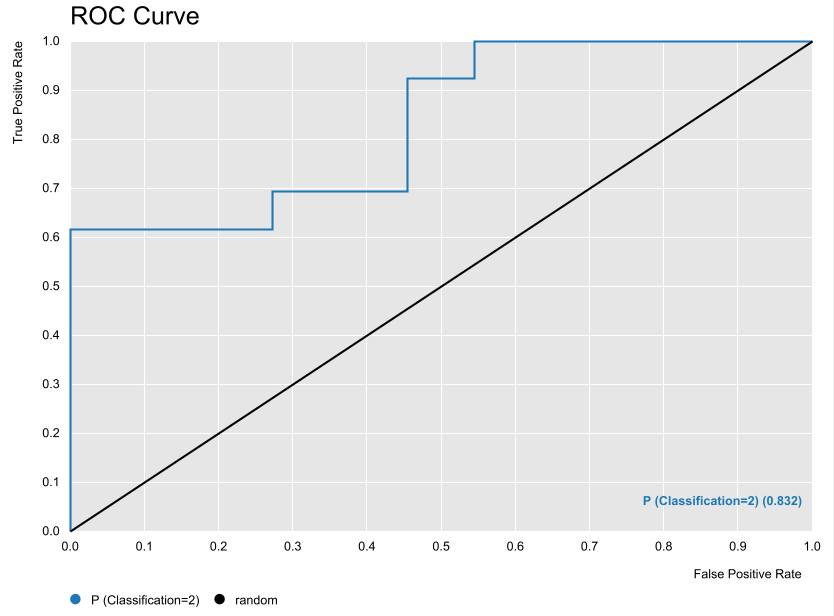 ROC Curve
True Positive Rate
1.0
0.9
0.8
0.7
0.6
0.5
0.4
0.3
0.2
0.1
0.0
P (Classification=2) (0.832)
0.0 0.1 0.2 0.3 0.4 0.5 0.6 0.7 0.8 0.9 1.0
False Positive Rate
P (Classification=2) random